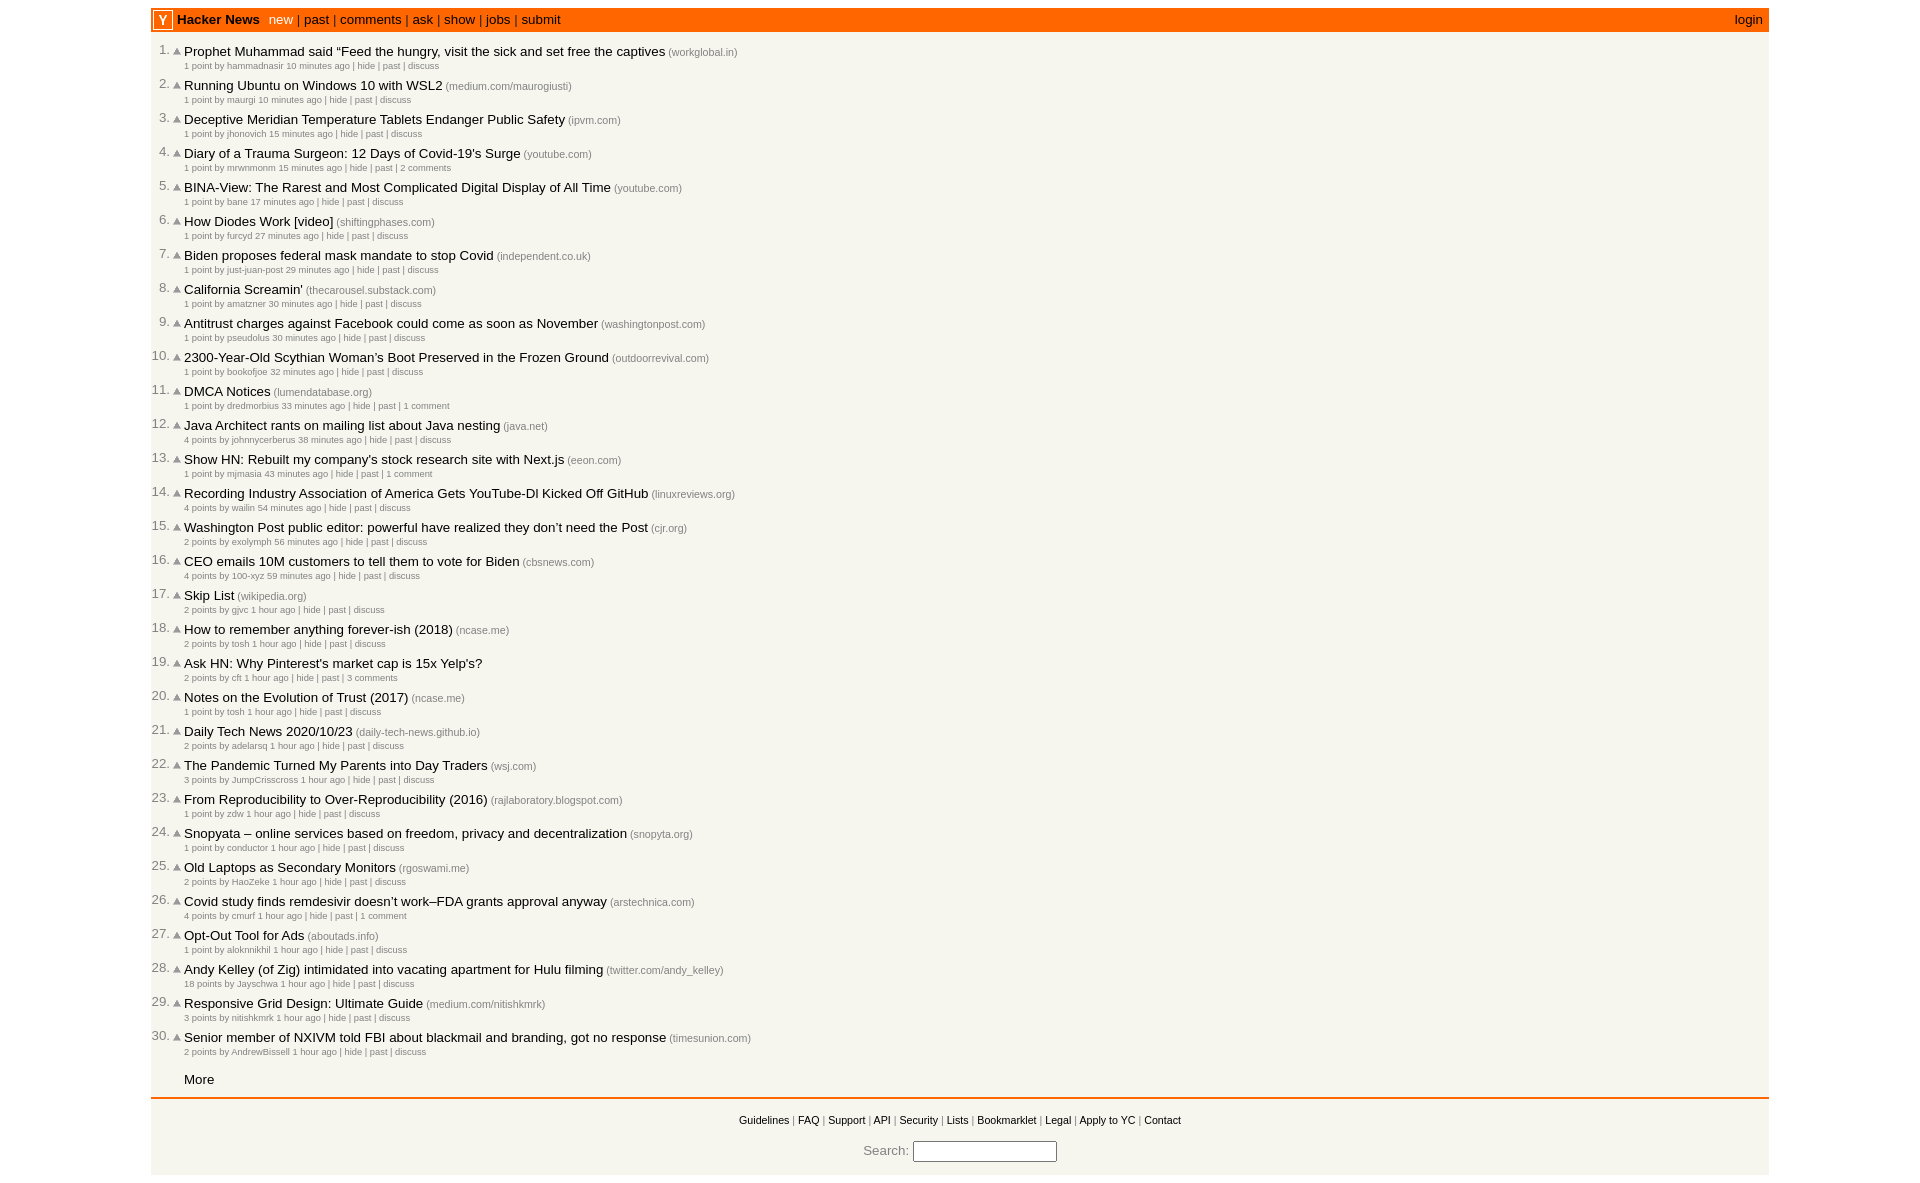 Y Hacker News new | past | comments | ask | show | jobs | submit login
1. Prophet Muhammad said “Feed the hungry, visit the sick and set free the captives (workglobal.in)
1 point by hammadnasir 10 minutes ago | hide | past | discuss
2. Running Ubuntu on Windows 10 with WSL2 (medium.com/maurogiusti)
1 point by maurgi 10 minutes ago | hide | past | discuss
3. Deceptive Meridian Temperature Tablets Endanger Public Safety (ipvm.com)
1 point by jhonovich 15 minutes ago | hide | past | discuss
4. Diary of a Trauma Surgeon: 12 Days of Covid-19's Surge (youtube.com)
1 point by mrwnmonm 15 minutes ago | hide | past | 2 comments
5. BINA-View: The Rarest and Most Complicated Digital Display of All Time (youtube.com)
1 point by bane 17 minutes ago | hide | past | discuss
6. How Diodes Work [video] (shiftingphases.com)
1 point by furcyd 27 minutes ago | hide | past | discuss
7. Biden proposes federal mask mandate to stop Covid (independent.co.uk)
1 point by just-juan-post 29 minutes ago | hide | past | discuss
8. California Screamin' (thecarousel.substack.com)
1 point by amatzner 30 minutes ago | hide | past | discuss
9. Antitrust charges against Facebook could come as soon as November (washingtonpost.com)
1 point by pseudolus 30 minutes ago | hide | past | discuss
10. 2300-Year-Old Scythian Woman’s Boot Preserved in the Frozen Ground (outdoorrevival.com)
1 point by bookofjoe 32 minutes ago | hide | past | discuss
11. DMCA Notices (lumendatabase.org)
1 point by dredmorbius 33 minutes ago | hide | past | 1 comment
12. Java Architect rants on mailing list about Java nesting (java.net)
4 points by johnnycerberus 38 minutes ago | hide | past | discuss
13. Show HN: Rebuilt my company's stock research site with Next.js (eeon.com)
1 point by mjmasia 43 minutes ago | hide | past | 1 comment
14. Recording Industry Association of America Gets YouTube-Dl Kicked Off GitHub (linuxreviews.org)
4 points by wailin 54 minutes ago | hide | past | discuss
15. Washington Post public editor: powerful have realized they don’t need the Post (cjr.org)
2 points by exolymph 56 minutes ago | hide | past | discuss
16. CEO emails 10M customers to tell them to vote for Biden (cbsnews.com)
4 points by 100-xyz 59 minutes ago | hide | past | discuss
17. Skip List (wikipedia.org)
2 points by gjvc 1 hour ago | hide | past | discuss
18. How to remember anything forever-ish (2018) (ncase.me)
2 points by tosh 1 hour ago | hide | past | discuss
19. Ask HN: Why Pinterest's market cap is 15x Yelp's?
2 points by cft 1 hour ago | hide | past | 3 comments
20. Notes on the Evolution of Trust (2017) (ncase.me)
1 point by tosh 1 hour ago | hide | past | discuss
21. Daily Tech News 2020/10/23 (daily-tech-news.github.io)
2 points by adelarsq 1 hour ago | hide | past | discuss
22. The Pandemic Turned My Parents into Day Traders (wsj.com)
3 points by JumpCrisscross 1 hour ago | hide | past | discuss
23. From Reproducibility to Over-Reproducibility (2016) (rajlaboratory.blogspot.com)
1 point by zdw 1 hour ago | hide | past | discuss
24. Snopyata – online services based on freedom, privacy and decentralization (snopyta.org)
1 point by conductor 1 hour ago | hide | past | discuss
25. Old Laptops as Secondary Monitors (rgoswami.me)
2 points by HaoZeke 1 hour ago | hide | past | discuss
26. Covid study finds remdesivir doesn’t work–FDA grants approval anyway (arstechnica.com)
4 points by cmurf 1 hour ago | hide | past | 1 comment
27. Opt-Out Tool for Ads (aboutads.info)
1 point by aloknnikhil 1 hour ago | hide | past | discuss
28. Andy Kelley (of Zig) intimidated into vacating apartment for Hulu filming (twitter.com/andy_kelley)
18 points by Jayschwa 1 hour ago | hide | past | discuss
29. Responsive Grid Design: Ultimate Guide (medium.com/nitishkmrk)
3 points by nitishkmrk 1 hour ago | hide | past | discuss
30. Senior member of NXIVM told FBI about blackmail and branding, got no response (timesunion.com)
2 points by AndrewBissell 1 hour ago | hide | past | discuss
More
Guidelines | FAQ | Support | API | Security | Lists | Bookmarklet | Legal | Apply to YC | Contact
Search: